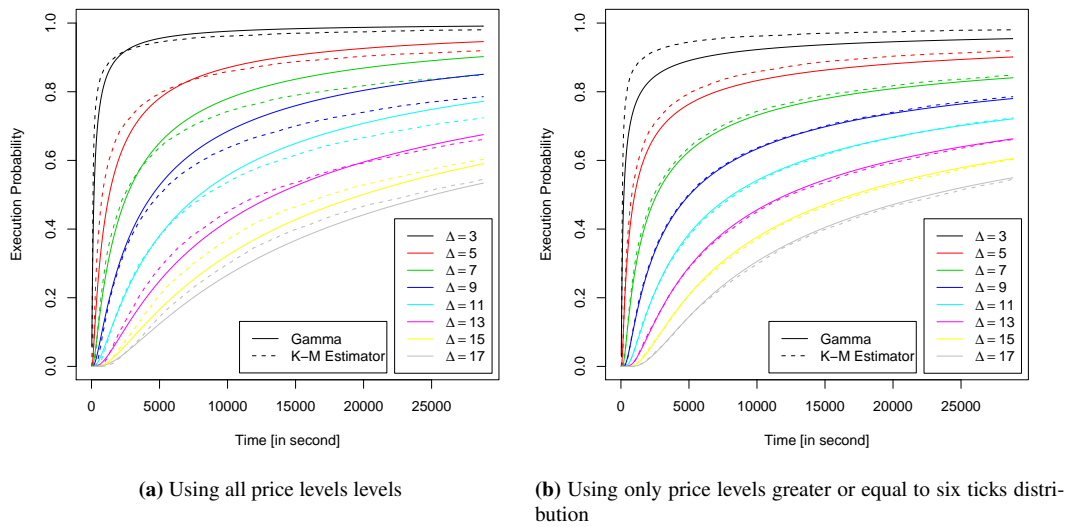 Execution Probability
1.0
0.8
0.6
0.4
0.2
0.0
0 5000 10000 15000 20000 25000
Time [in second]
Gamma
K−M Estimator
Δ = 3
Δ = 5
Δ = 7
Δ = 9
Δ = 11
Δ = 13
Δ = 15
Δ = 17
(a) Using all price levels levels
Execution Probability
1.0
0.8
0.6
0.4
0.2
0.0
0 5000 10000 15000 20000 25000
Time [in second]
Gamma
K−M Estimator
Δ = 3
Δ = 5
Δ = 7
Δ = 9
Δ = 11
Δ = 13
Δ = 15
Δ = 17
(b) Using only price levels greater or equal to six ticks distri-
bution